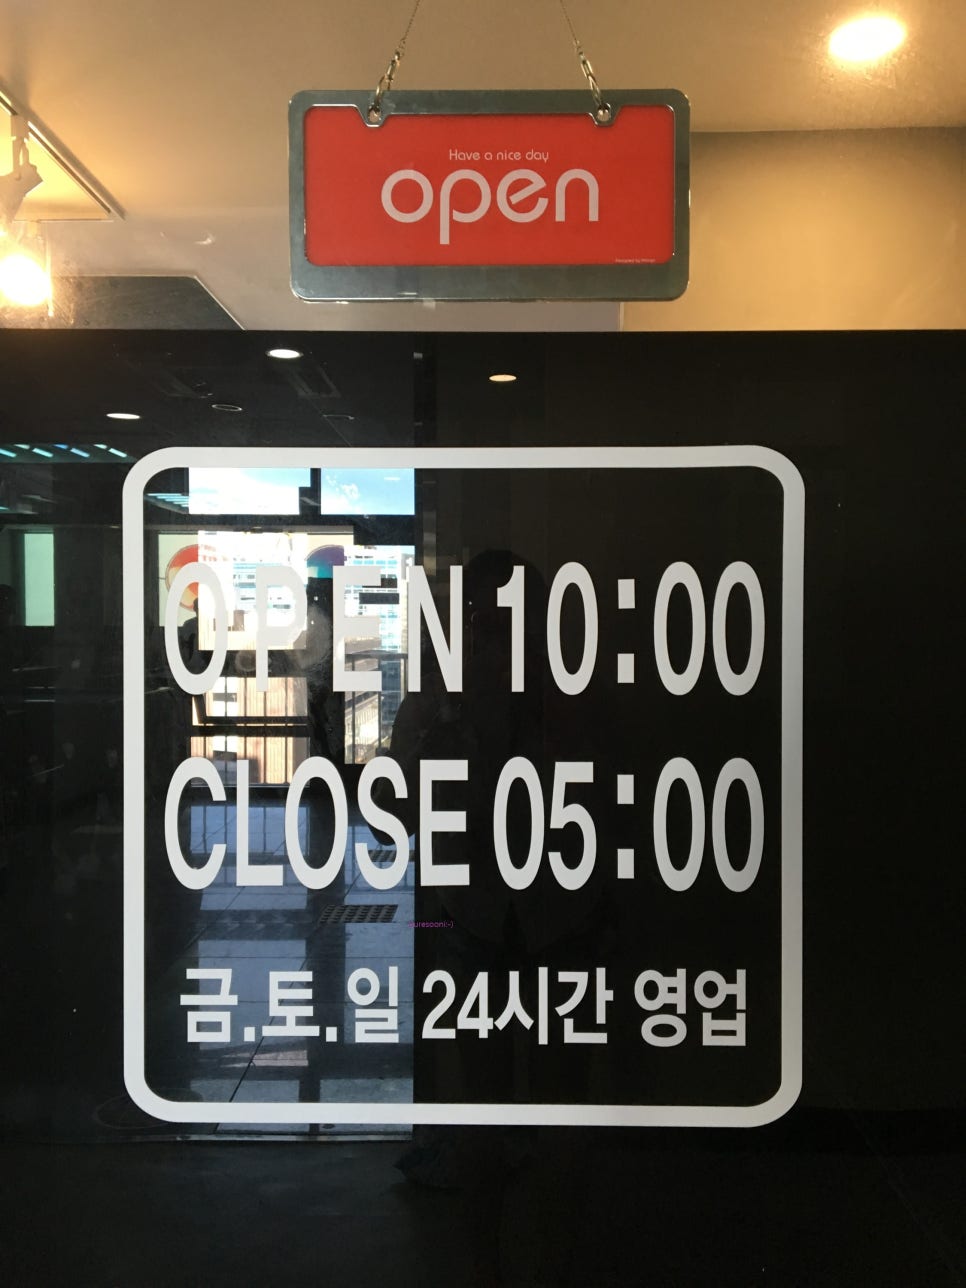 Have a nice day
open
OPEN 10:00
CLOSE 05:00
금.토.일 24시간 영업